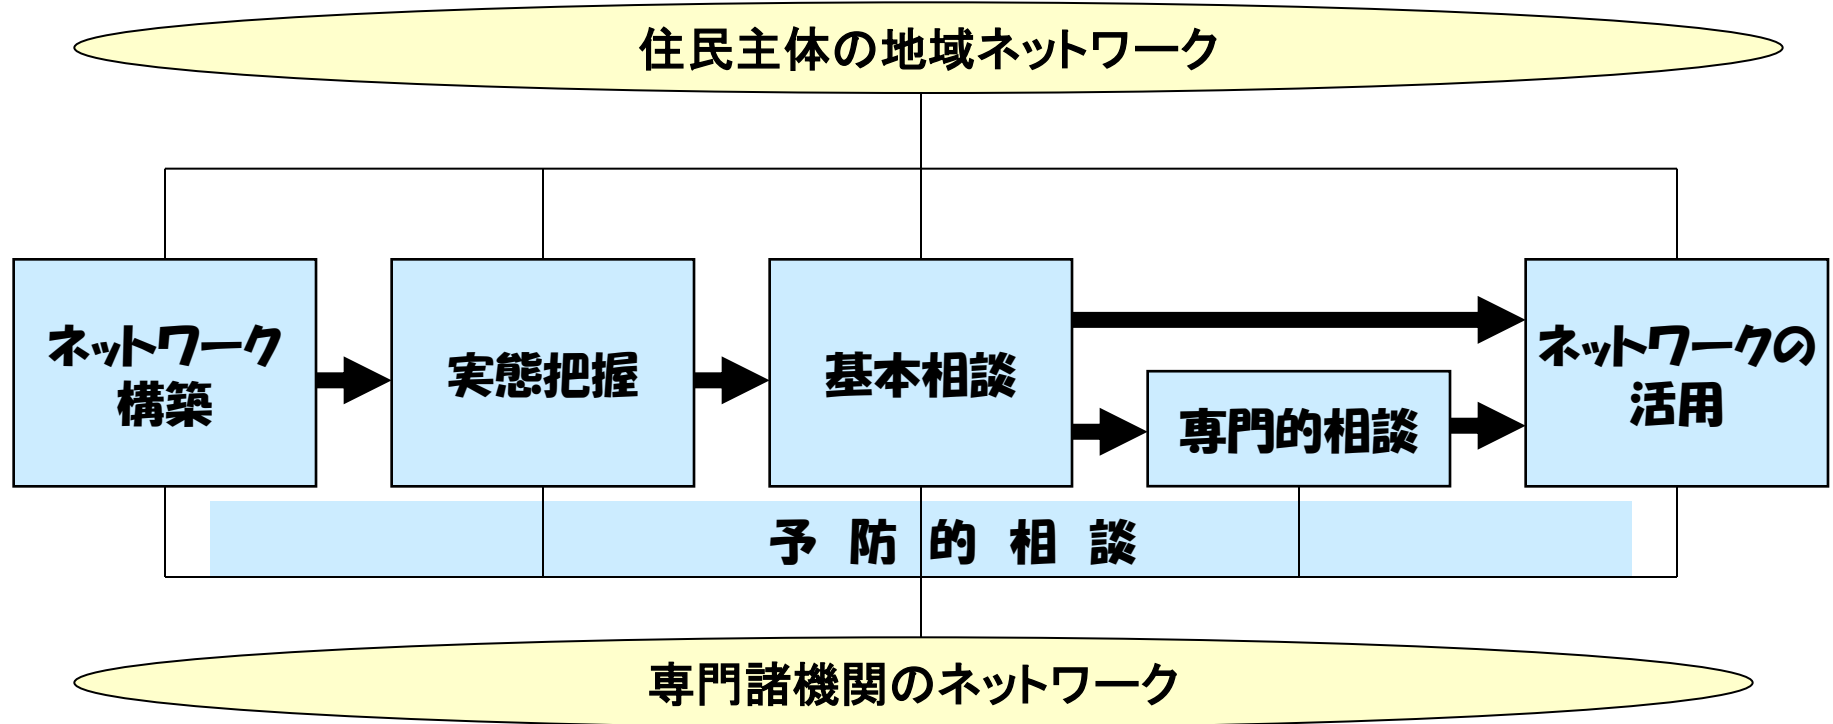 住民主体の地域ネットワーク
ネットワーク
構築
実態把握
基本相談
専門的相談
ネットワークの
活用
予 防 的 相 談
専門諸機関のネットワーク